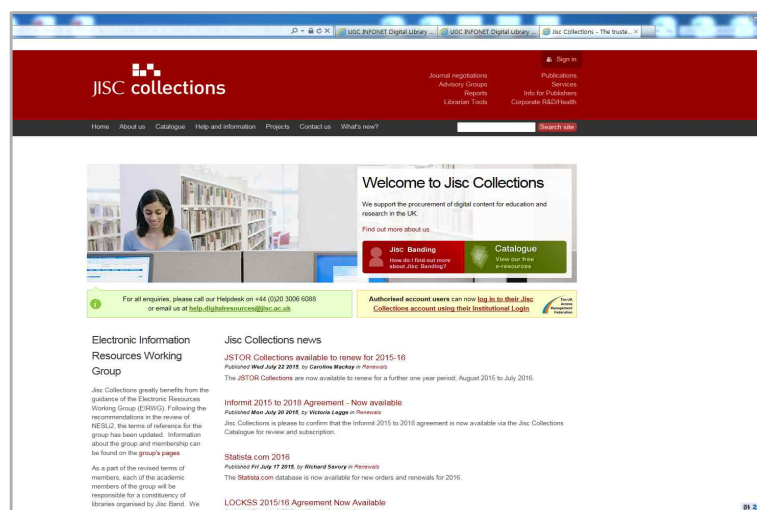 UGC INFONET Digital Library ...
UGC INFONET Digital Library ...
Jisc Collections – The truste...
Sign in
JISC collections
Journal negotiations
Advisory Groups
Reports
Librarian Tools
Publications
Services
Info for Publishers
Corporate R&D/Health
Home About us Catalogue Help and information Projects Contact us What's new?
Search site
Welcome to Jisc Collections
We support the procurement of digital content for education and
research in the UK.
Find out more about us
Jisc Banding
How do I find out more
about Jisc Banding?
Catalogue
View our free
e-resources
For all enquiries, please call our Helpdesk on +44 (0)20 3006 6088
or email us at help.digitalresources@jisc.ac.uk
Authorised account users can now log in to their Jisc
Collections account using their Institutional Login
The UK
Access
Management
Federation
Electronic Information
Resources Working
Group
Jisc Collections greatly benefits from the
guidance of the Electronic Resources
Working Group (EIRWG). Following the
recommendations in the review of
NESLi2, the terms of reference for the
group has been updated. Information
about the group and membership can
be found on the group's pages
As a part of the revised terms of
members, each of the academic
members of the group will be
responsible for a constituency of
libraries organised by Jisc Band. We
Jisc Collections news
JSTOR Collections available to renew for 2015-16
Published Wed July 22 2015, by Caroline Mackay in Renewals
The JSTOR Collections are now available to renew for a further one year period; August 2015 to July 2016.
Informit 2015 to 2018 Agreement - Now available
Published Mon July 20 2015, by Victoria Legge in Renewals
Jisc Collections is please to confirm that the Informit 2015 to 2018 agreement is now available via the Jisc Collections
Catalogue for review and subscription.
Statista.com 2016
Published Fri July 17 2015, by Richard Savory in Renewals
The Statista.com database is now available for new orders and renewals for 2016.
LOCKSS 2015/16 Agreement Now Available